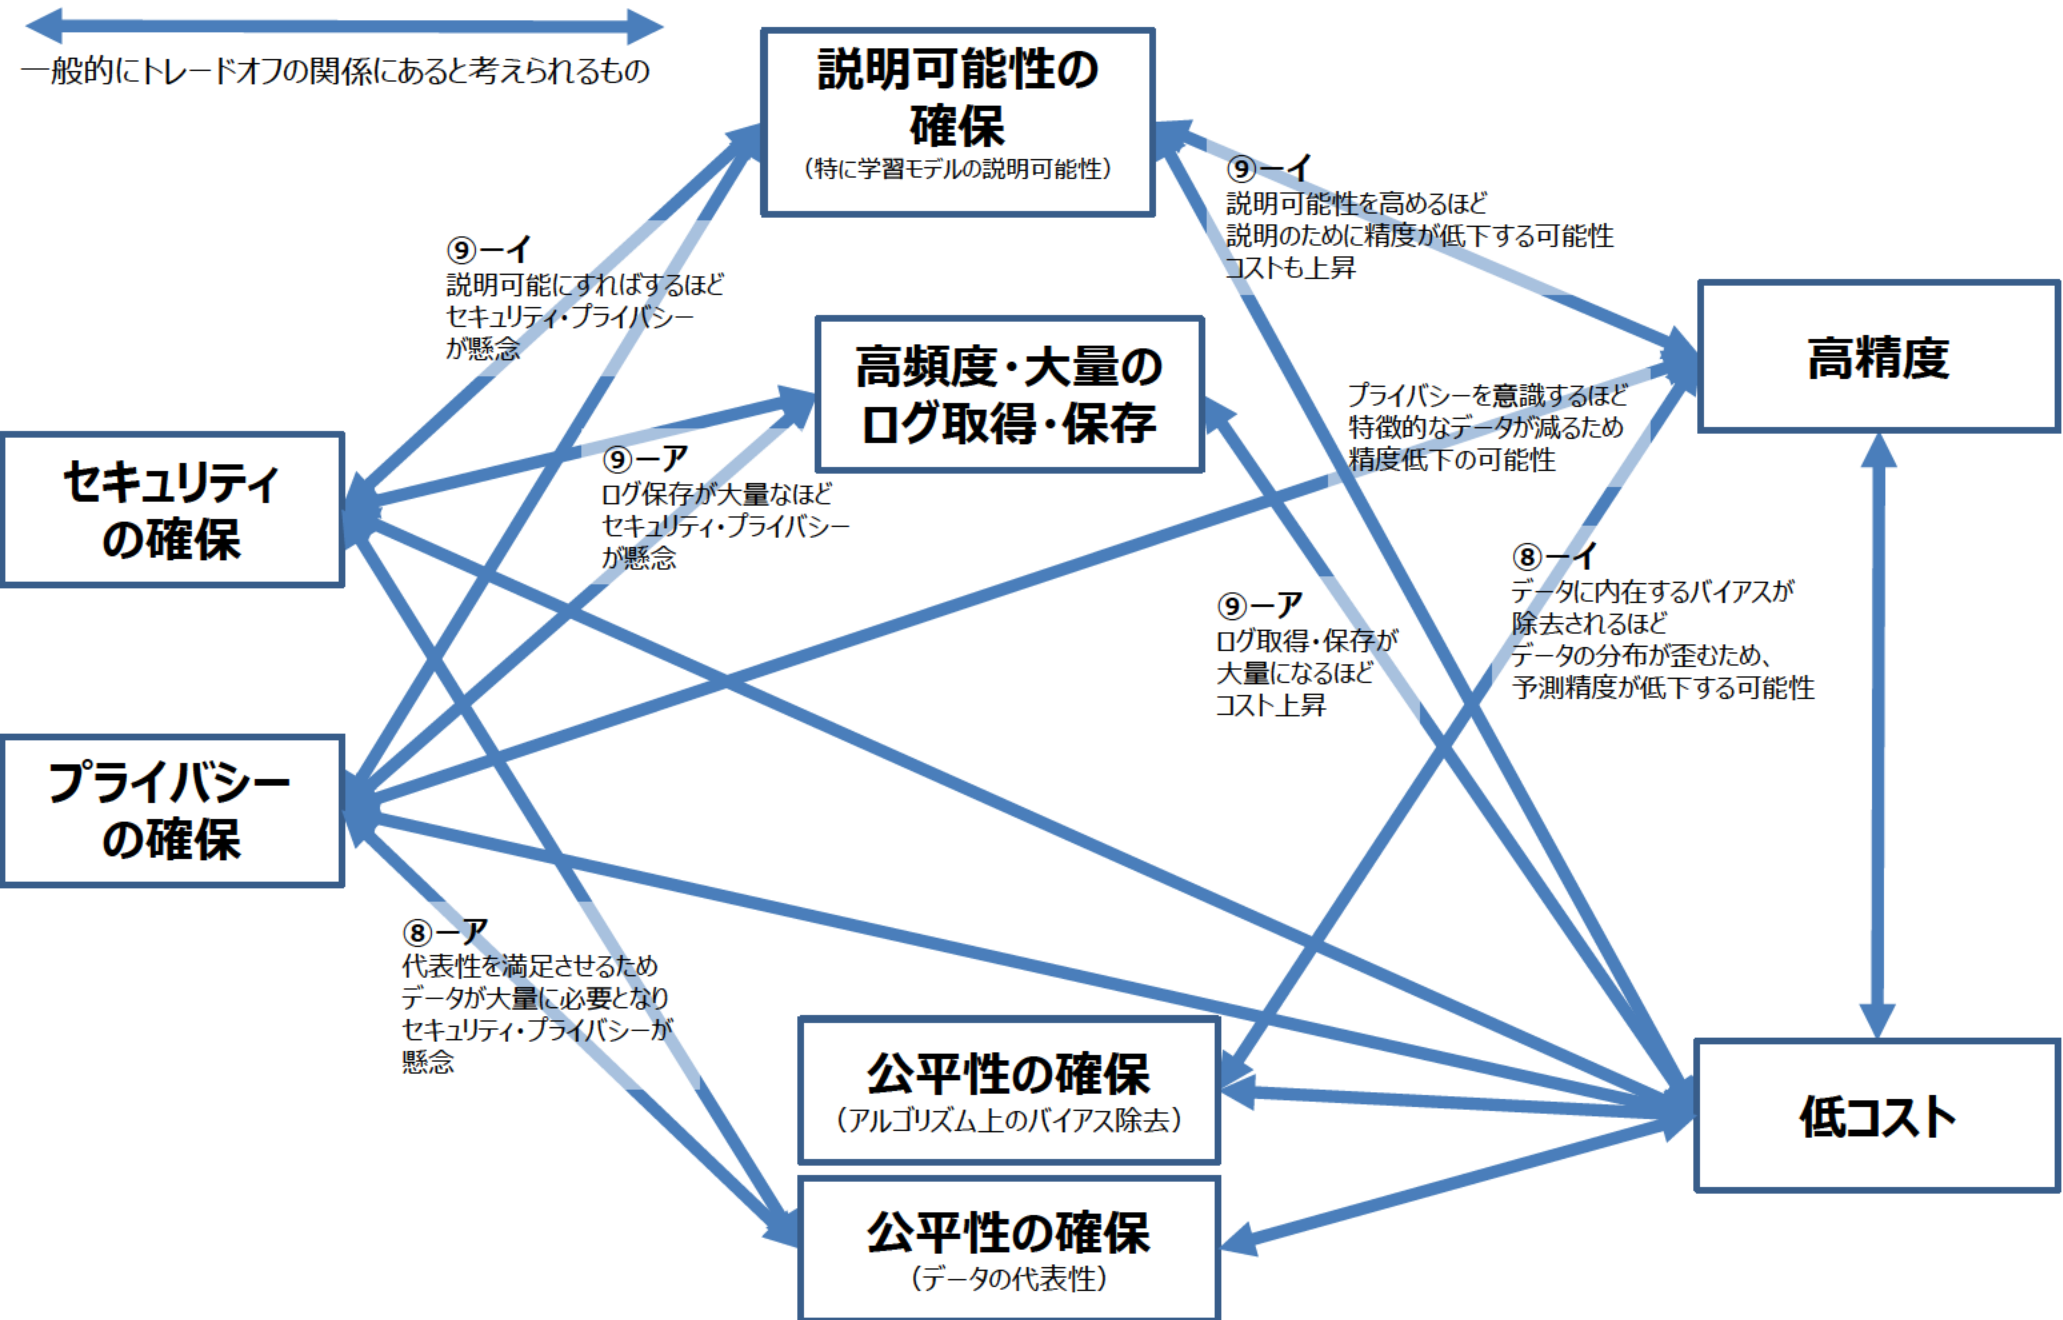 一般的にトレードオフの関係にあると考えられるもの
説明可能性の
確保
（特に学習モデルの説明可能性）
⑨ーイ
説明可能性を高めるほど
説明のために精度が低下する可能性
コストも上昇
⑨ーイ
説明可能にすればするほど
セキュリティ・プライバシー
が懸念
高頻度・大量の
ログ取得・保存
高精度
プライバシーを意識するほど
特徴的なデータが減るため
精度低下の可能性
セキュリティ
の確保
⑨ーア
ログ保存が大量なほど
セキュリティ・プライバシー
が懸念
⑧ーイ
データに内在するバイアスが
除去されるほど
データの分布が歪むため、
予測精度が低下する可能性
⑨ーア
ログ取得・保存が
大量になるほど
コスト上昇
プライバシー
の確保
⑧ーア
代表性を満足させるため
データが大量に必要となり
セキュリティ・プライバシーが
懸念
公平性の確保
（アルゴリズム上のバイアス除去）
低コスト
公平性の確保
（データの代表性）